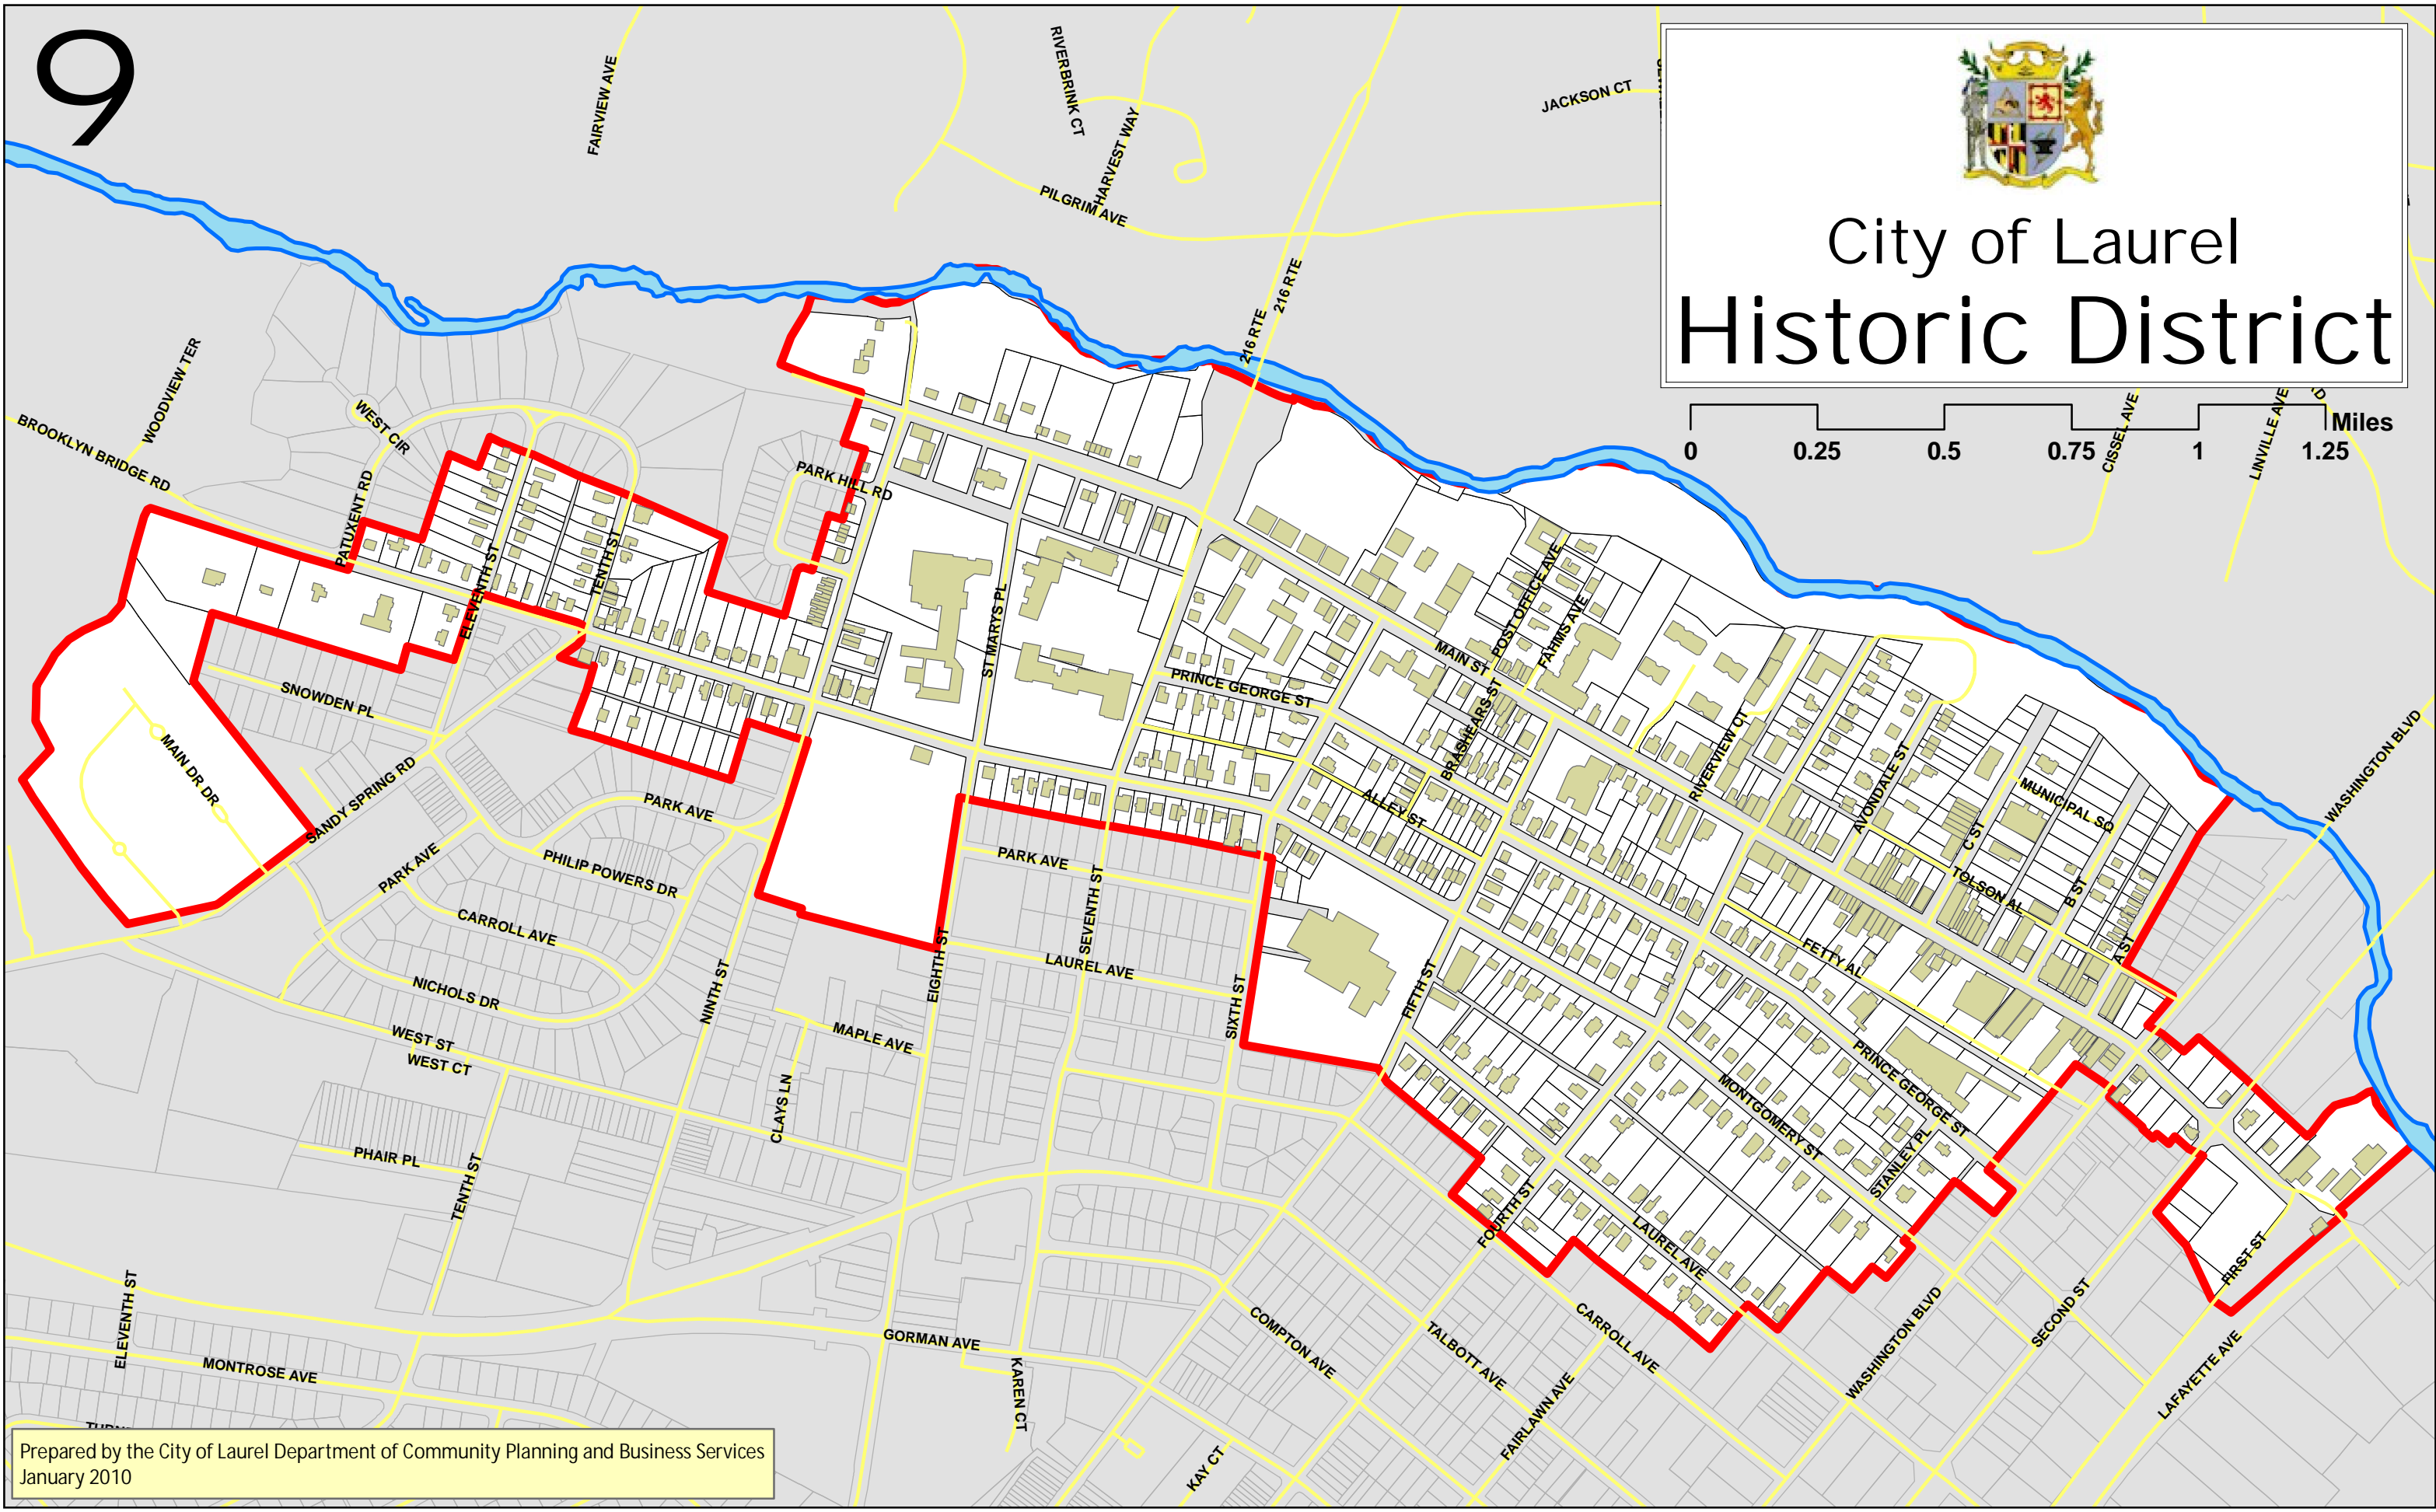 9
City of Laurel
Historic District
Miles
0 0.25 0.5 0.75 1 1.25
FAIRVIEW AVE
RIVERBRINK CT
HARVEST WAY
PILGRIM AVE
JACKSON CT
216 RTE
216 RTE
CISSEL AVE
LINVILLE AVE
WOODVIEW TER
BROOKLYN BRIDGE RD
WEST CIR
PATUXENT RD
PARK HILL RD
ELEVENTH ST
TENTH ST
ST MARYS PL
POST OFFICE AVE
FAHMS AVE
MAIN ST
PRINCE GEORGE ST
BRASHEARS ST
ALLEY ST
RIVERVIEW CT
AVONDALE ST
MUNICIPAL SQ
C ST
TOLSON AL
B ST
A ST
WASHINGTON BLVD
SNOWDEN PL
MAIN DR DR
SANDY SPRING RD
PARK AVE
PHILIP POWERS DR
PARK AVE
CARROLL AVE
NICHOLS DR
PARK AVE
SEVENTH ST
LAUREL AVE
EIGHTH ST
NINTH ST
SIXTH ST
FIFTH ST
FETTY AL
PRINCE GEORGE ST
MONTGOMERY ST
STANLEY PL
WEST ST
WEST CT
MAPLE AVE
CLAYS LN
PHAIR PL
TENTH ST
FOURTH ST
LAUREL AVE
FIRST ST
ELEVENTH ST
MONTROSE AVE
GORMAN AVE
KAREN CT
COMPTON AVE
TALBOTT AVE
CARROLL AVE
FAIRLAWN AVE
WASHINGTON BLVD
SECOND ST
LAFAYETTE AVE
KAY CT
Prepared by the City of Laurel Department of Community Planning and Business Services
January 2010